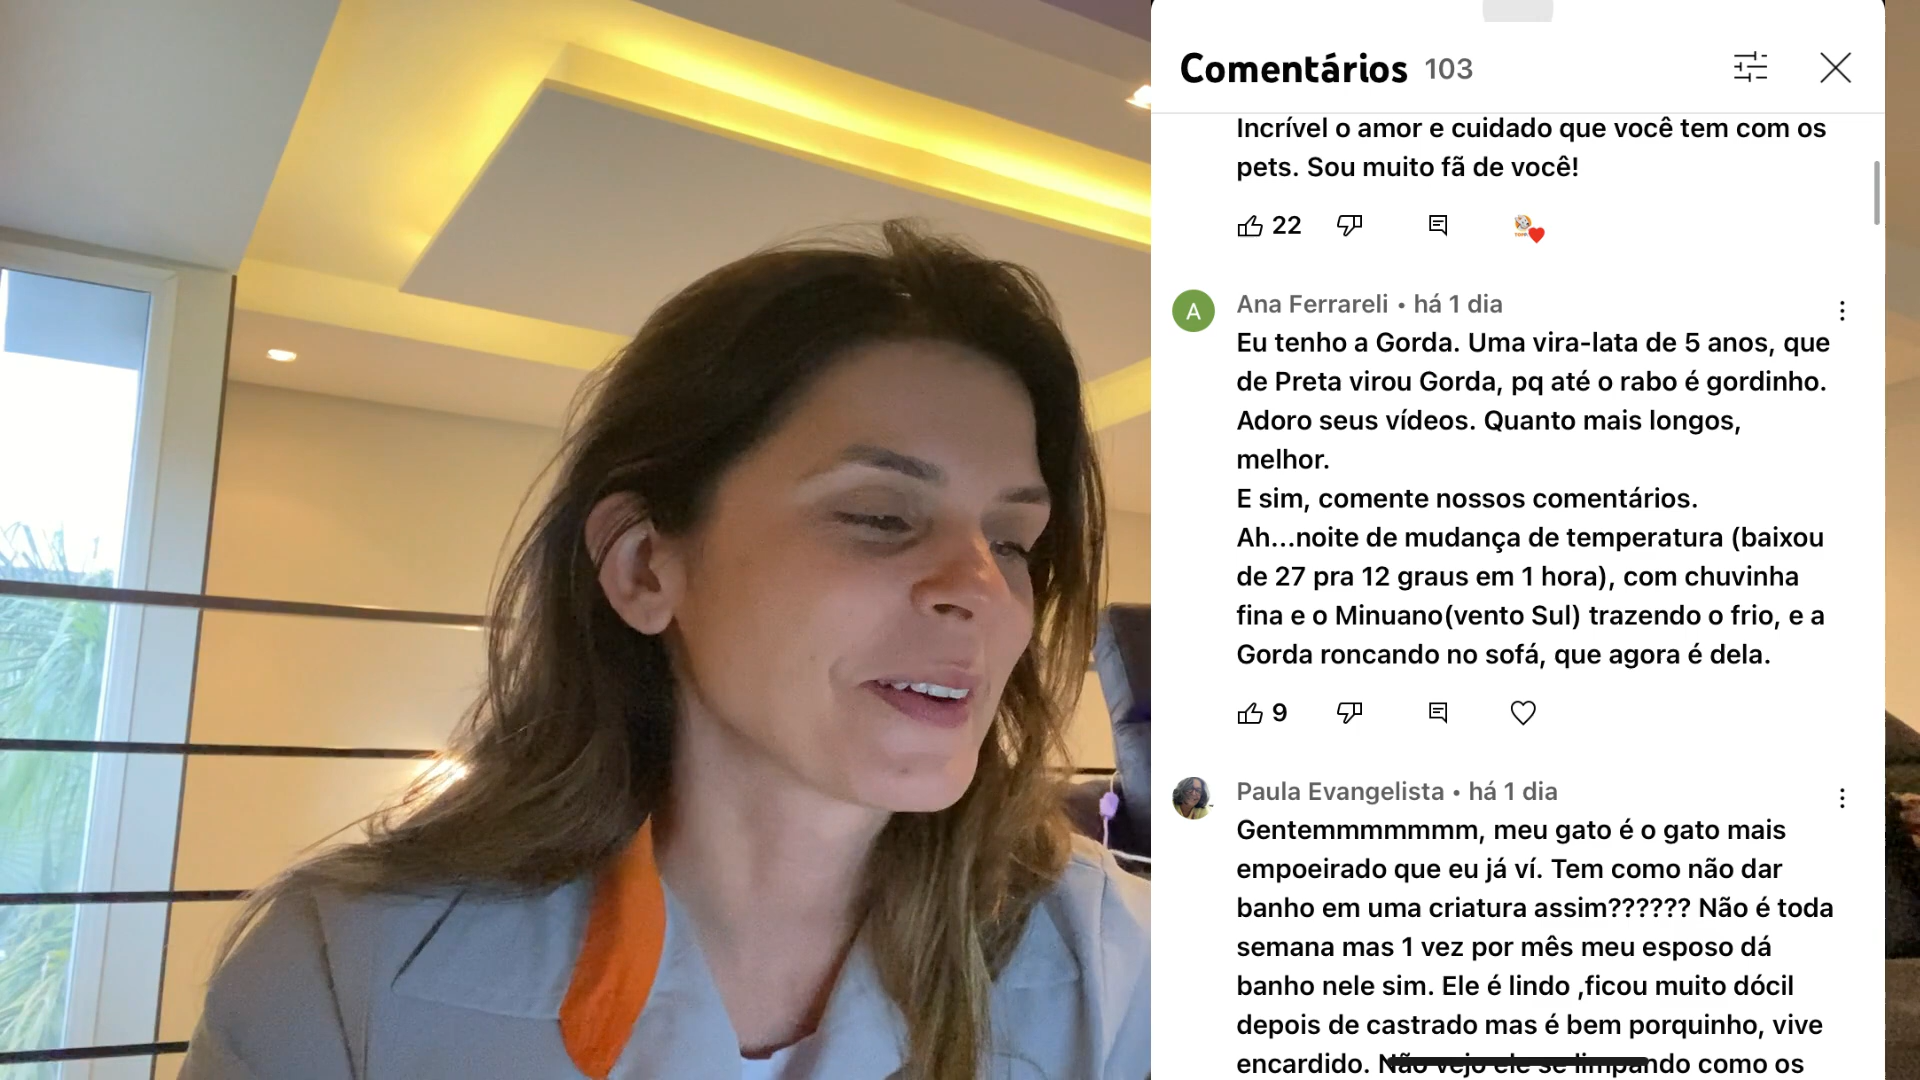 Comentários 103
Incrível o amor e cuidado que você tem com os
pets. Sou muito fã de você!
22
A
Ana Ferrareli • há 1 dia
Eu tenho a Gorda. Uma vira-lata de 5 anos, que
de Preta virou Gorda, pq até o rabo é gordinho.
Adoro seus vídeos. Quanto mais longos,
melhor.
E sim, comente nossos comentários.
Ah...noite de mudança de temperatura (baixou
de 27 pra 12 graus em 1 hora), com chuvinha
fina e o Minuano(vento Sul) trazendo o frio, e a
Gorda roncando no sofá, que agora é dela.
9
Paula Evangelista • há 1 dia
Gentemmmmmmm, meu gato é o gato mais
empoeirado que eu já ví. Tem como não dar
banho em uma criatura assim?????? Não é toda
semana mas 1 vez por mês meu esposo dá
banho nele sim. Ele é lindo ,ficou muito dócil
depois de castrado mas é bem porquinho, vive
encardido. Não vejo ele se limpando como os